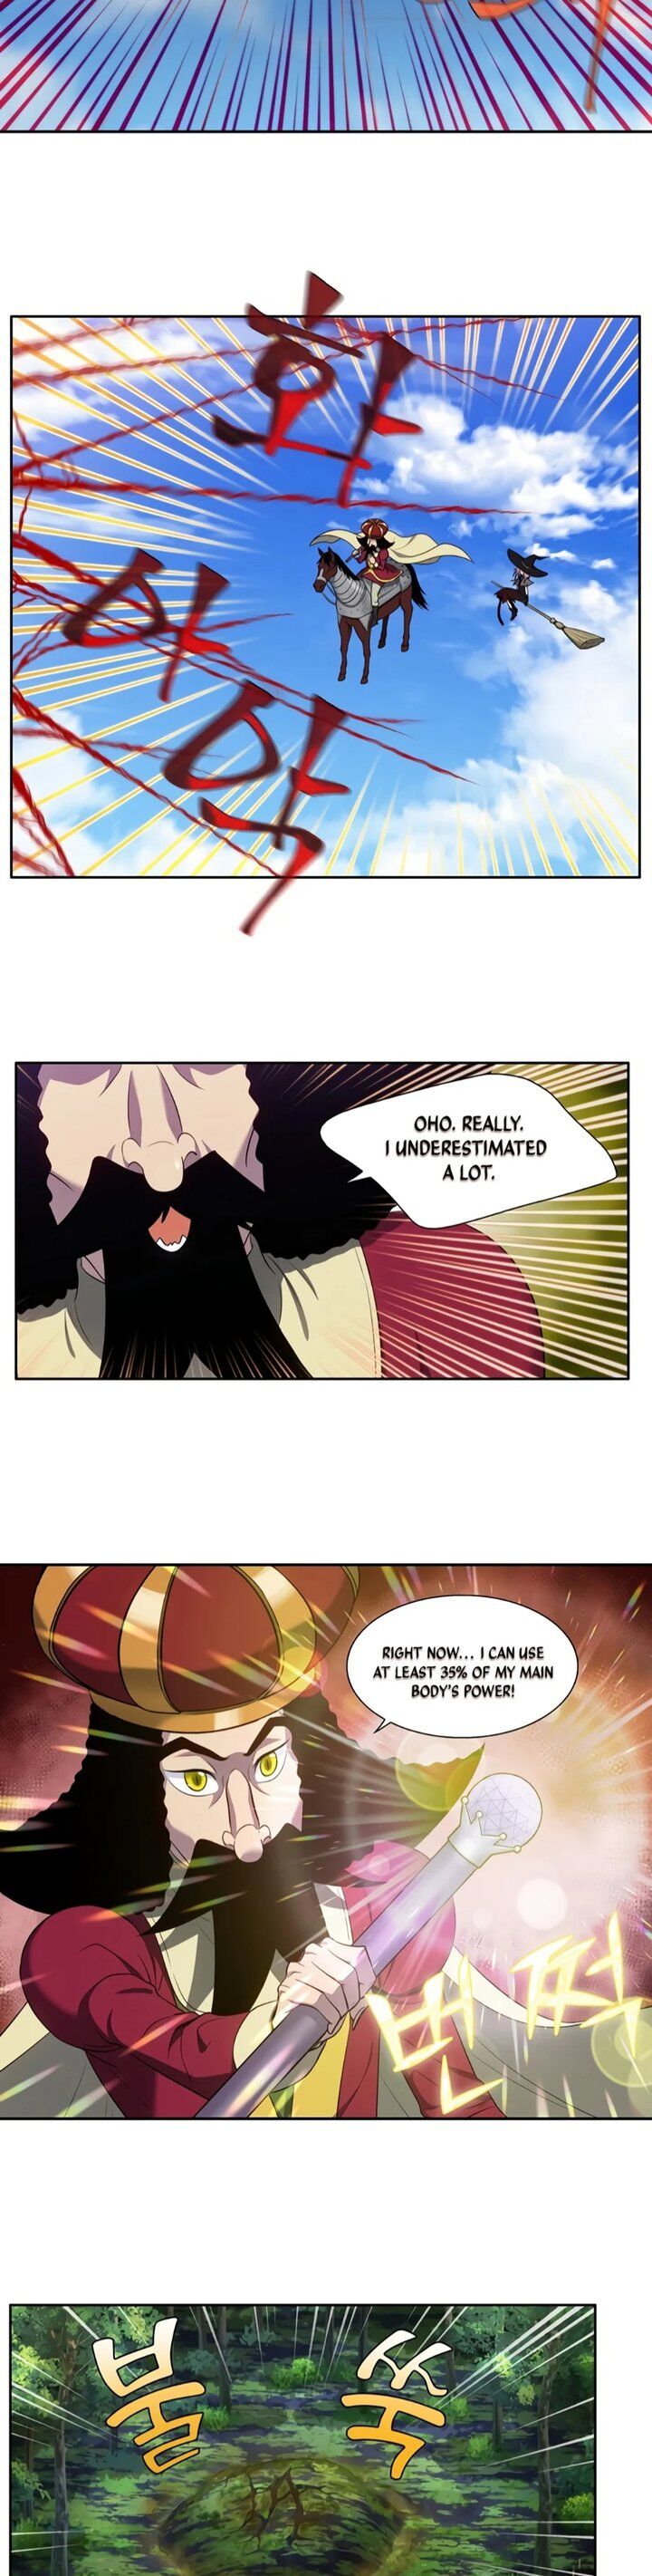 화
아
악
OHO. REALLY.
I UNDERESTIMATED
A LOT.
RIGHT NOW... I CAN USE
AT LEAST 35% OF MY MAIN
BODY'S POWER!
번쩍
불쑥